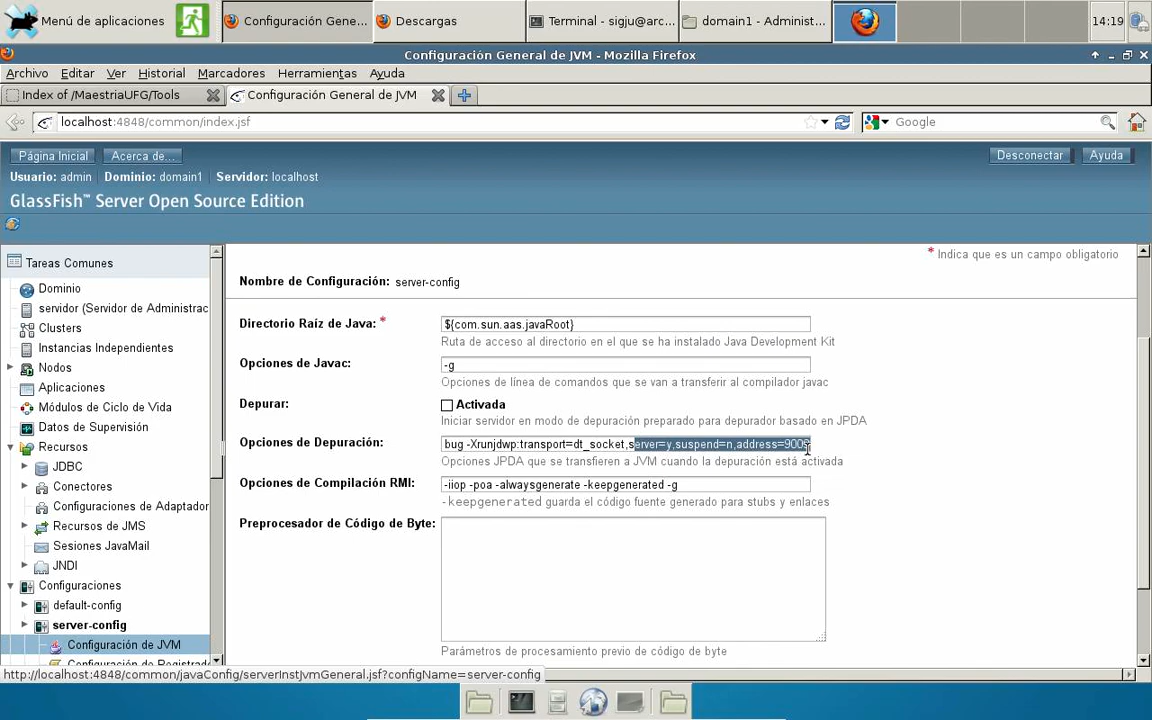 Menú de aplicaciones
Configuración Gene...
Descargas
Terminal - sigju@arc...
domain1 - Administ...
14:19
Configuración General de JVM - Mozilla Firefox
Archivo Editar Ver Historial Marcadores Herramientas Ayuda
Index of /MaestriaUFG/Tools
Configuración General de JVM
localhost:4848/common/index.jsf
Google
Página Inicial
Acerca de...
Desconectar
Ayuda
Usuario: admin Dominio: domain1 Servidor: localhost
GlassFish™ Server Open Source Edition
Tareas Comunes
Dominio
servidor (Servidor de Administrac
Clusters
Instancias Independientes
Nodos
Aplicaciones
Módulos de Ciclo de Vida
Datos de Supervisión
Recursos
JDBC
Conectores
Configuraciones de Adaptador
Recursos de JMS
Sesiones JavaMail
JNDI
Configuraciones
default-config
server-config
Configuración de JVM
Configuración de Registrado
* Indica que es un campo obligatorio
Nombre de Configuración: server-config
Directorio Raíz de Java: * ${com.sun.aas.javaRoot}
Ruta de acceso al directorio en el que se ha instalado Java Development Kit
Opciones de Javac: -g
Opciones de línea de comandos que se van a transferir al compilador javac
Depurar: Activada
Iniciar servidor en modo de depuración preparado para depurador basado en JPDA
Opciones de Depuración: bug -Xrunjdwp:transport=dt_socket,server=y,suspend=n,address=9009
Opciones JPDA que se transfieren a JVM cuando la depuración está activada
Opciones de Compilación RMI: -iiop -poa -alwaysgenerate -keepgenerated -g
-keepgenerated guarda el código fuente generado para stubs y enlaces
Preprocesador de Código de Byte:
Parámetros de procesamiento previo de código de byte
http://localhost:4848/common/javaConfig/serverInstJvmGeneral.jsf?configName=server-config